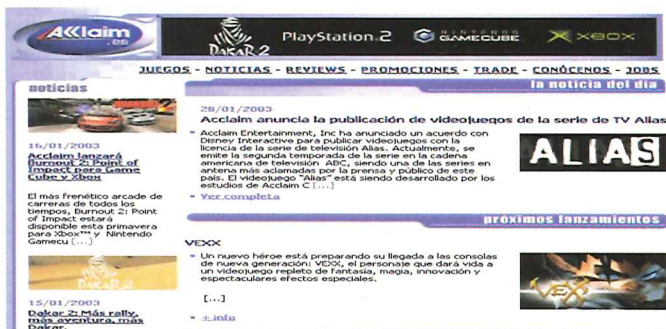 Acclaim
.es
DAKAR 2
PlayStation.2
NINTENDO
GAMECUBE
XBOX
JUEGOS - NOTICIAS - REVIEWS - PROMOCIONES - TRADE - CONÓCENOS - JOBS
noticias
16/01/2003
Acclaim lanzará
Burnout 2: Point of
Impact para Game
Cube y Xbox
El más frenético arcade de
carreras de todos los
tiempos, Burnout 2: Point
of Impact estará
disponible esta primavera
para Xbox™ y Nintendo
Gamecu [...]
DAKAR 2
15/01/2003
Dakar 2: Más rally,
más aventura, más
Dakar.
la noticia del día
28/01/2003
Acclaim anuncia la publicación de videojuegos de la serie de TV Alias
Acclaim Entertainment, Inc ha anunciado un acuerdo con
Disney Interactive para publicar videojuegos con la
licencia de la serie de televisión Alias. Actualmente, se
emite la segunda temporada de la serie en la cadena
americana de televisión ABC, siendo una de las series en
antena más aclamadas por la prensa y público de este
país. El videojuego "Alias" está siendo desarrollado por los
estudios de Acclaim C [...]
Ver completa
ALIAS
próximos lanzamientos
VEXX
Un nuevo héroe está preparando su llegada a las consolas
de nueva generación: VEXX, el personaje que dará vida a
un videojuego repleto de fantasía, magia, innovación y
espectaculares efectos especiales.
[...]
+ info
VEXX